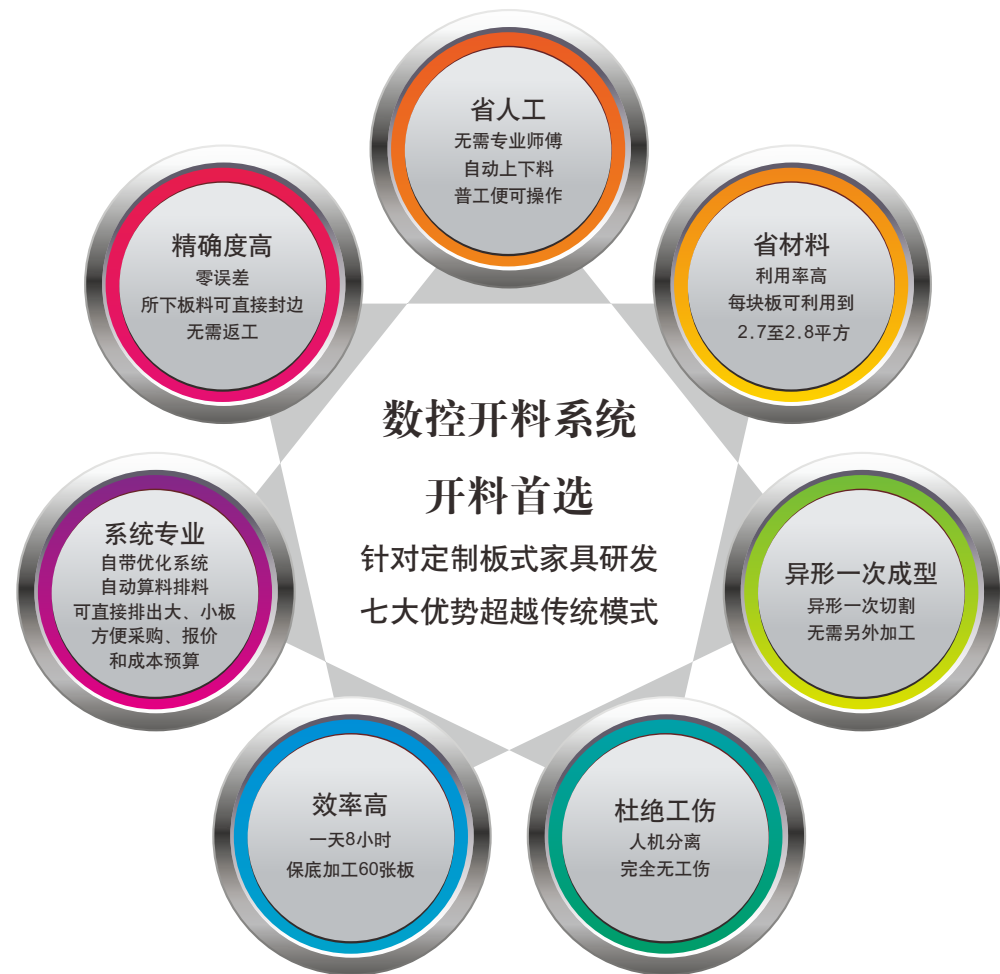 省人工
无需专业师傅
自动上下料
普工便可操作
精确度高
零误差
所下板料可直接封边
无需返工
省材料
利用率高
每块板可利用到
2.7至2.8平方
数控开料系统
开料首选
针对定制板式家具研发
七大优势超越传统模式
系统专业
自带优化系统
自动算料排料
可直接排出大、小板
方便采购、报价
和成本预算
异形一次成型
异形一次切割
无需另外加工
效率高
一天8小时
保底加工60张板
杜绝工伤
人机分离
完全无工伤